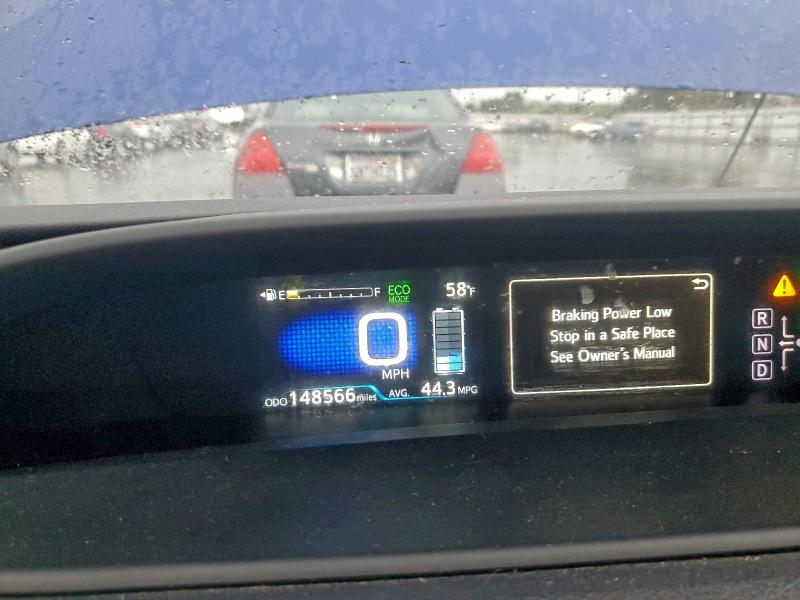 E F
ECO
MODE
58°F
0
MPH
ODO 148566 miles
AVG. 44.3 MPG
Braking Power Low
Stop in a Safe Place
See Owner's Manual
!
R
N
D